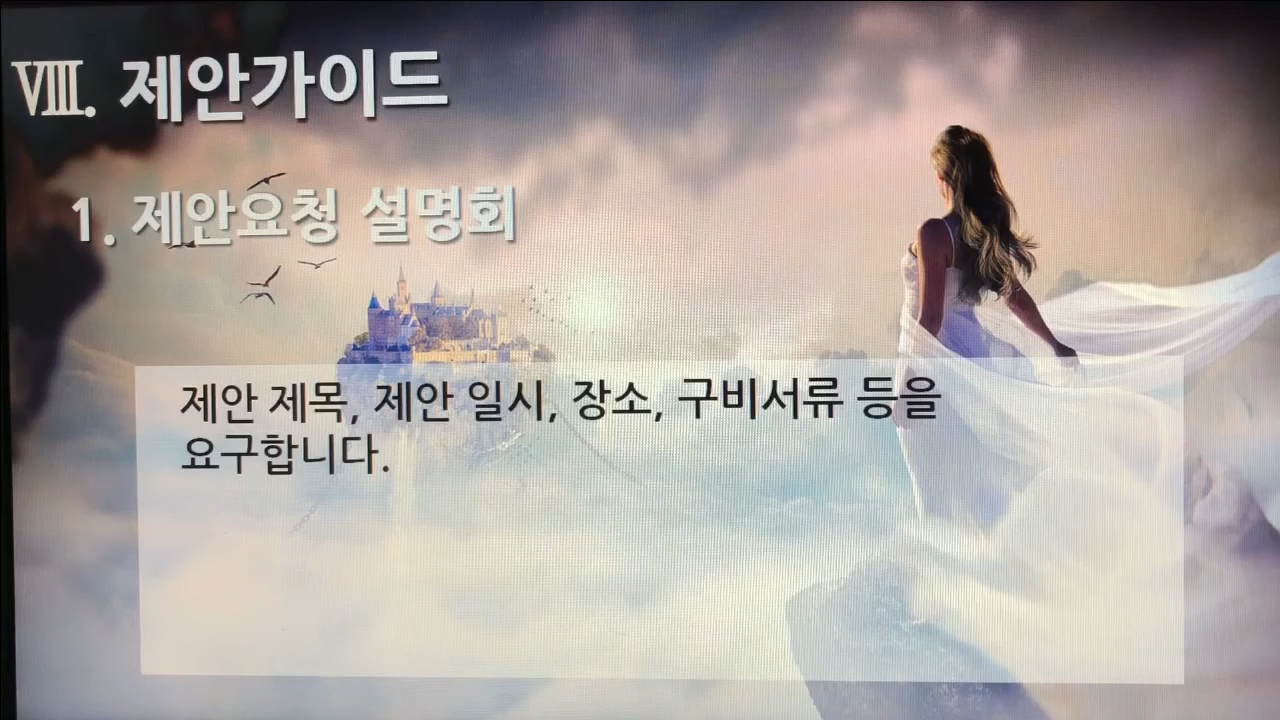 Ⅷ. 제안가이드
1. 제안요청 설명회
제안 제목, 제안 일시, 장소, 구비서류 등을
요구합니다.